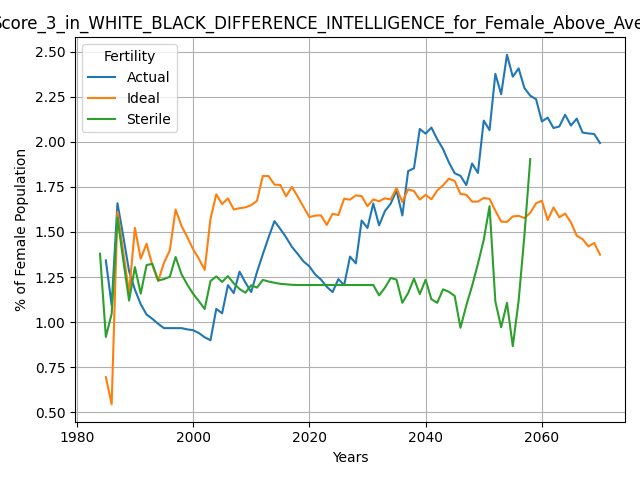 Score_3_in_WHITE_BLACK_DIFFERENCE_INTELLIGENCE_for_Female_Above_Ave
Fertility
Actual
Ideal
Sterile
% of Female Population
2.50
2.25
2.00
1.75
1.50
1.25
1.00
0.75
0.50
1980 2000 2020 2040 2060
Years